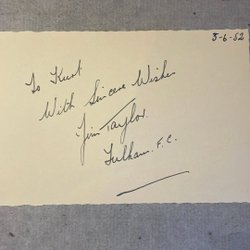 3-6-52
To Kurt
With Sincere Wishes
Jim Taylor.
Fulham. F.C.